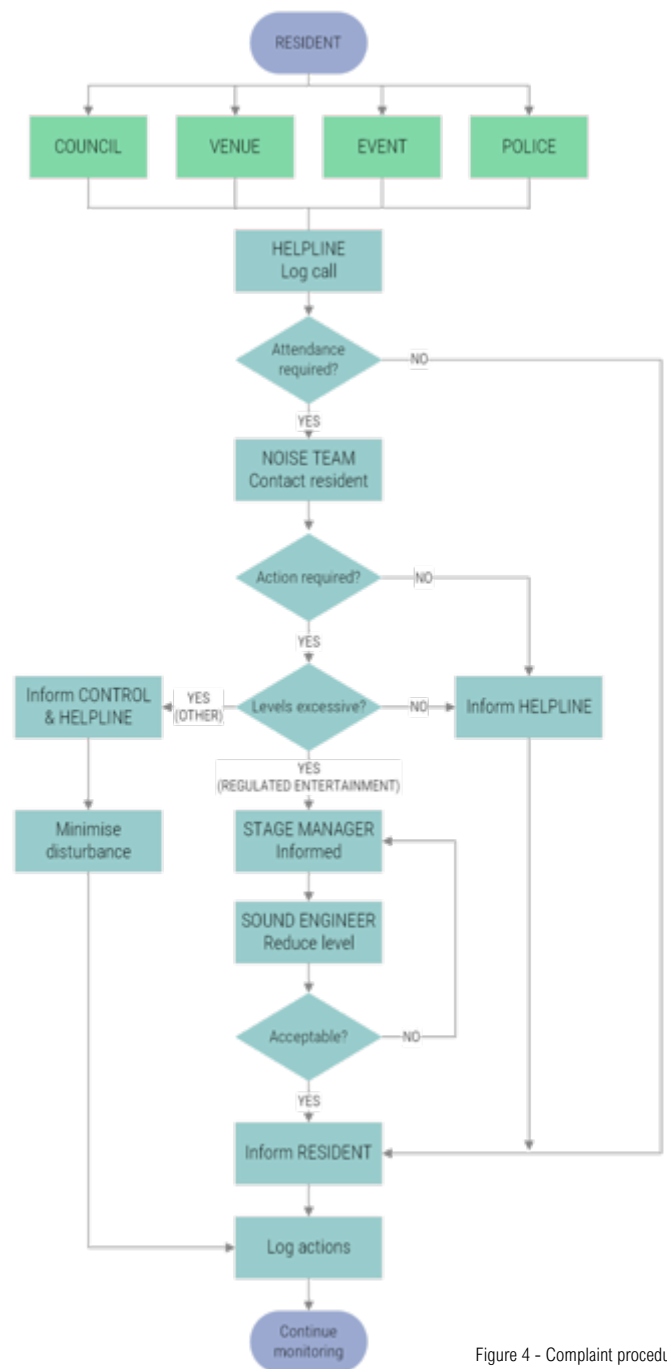 RESIDENT
COUNCIL
VENUE
EVENT
POLICE
HELPLINE
Log call
Attendance
required?
NO
YES
NOISE TEAM
Contact resident
Action required?
NO
YES
Inform CONTROL
& HELPLINE
YES
(OTHER)
Levels excessive?
NO
Inform HELPLINE
YES
(REGULATED ENTERTAINMENT)
Minimise
disturbance
STAGE MANAGER
Informed
SOUND ENGINEER
Reduce level
Acceptable?
NO
YES
Inform RESIDENT
Log actions
Continue
monitoring
Figure 4 - Complaint procedu